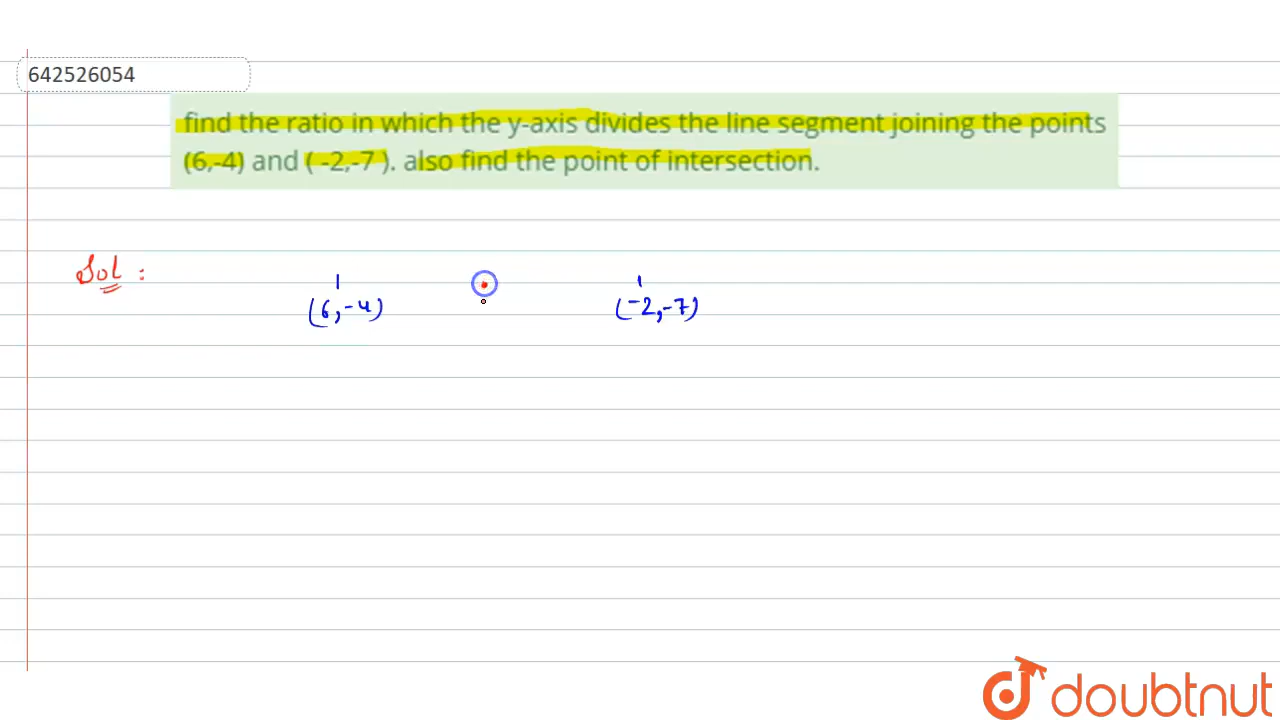 642526054
find the ratio in which the y-axis divides the line segment joining the points
(6,-4) and ( -2,-7 ). also find the point of intersection.
Sol :
(6,-4) (-2,-7)
doubtnut